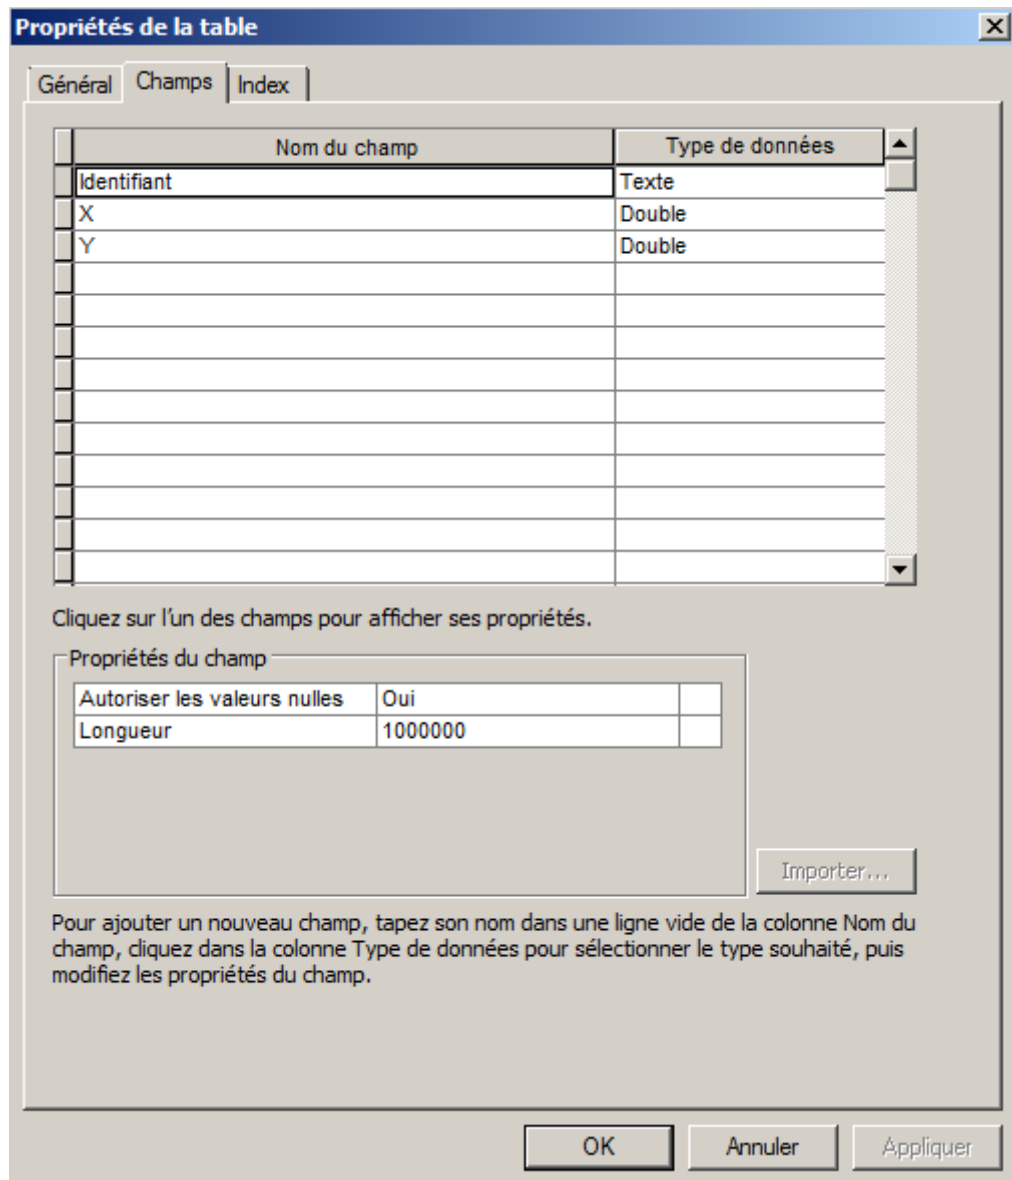 Propriétés de la table
Général Champs Index
Nom du champ Type de données
Identifiant Texte
X Double
Y Double
Cliquez sur l'un des champs pour afficher ses propriétés.
Propriétés du champ
Autoriser les valeurs nulles Oui
Longueur 1000000
Importer...
Pour ajouter un nouveau champ, tapez son nom dans une ligne vide de la colonne Nom du
champ, cliquez dans la colonne Type de données pour sélectionner le type souhaité, puis
modifiez les propriétés du champ.
OK Annuler Appliquer